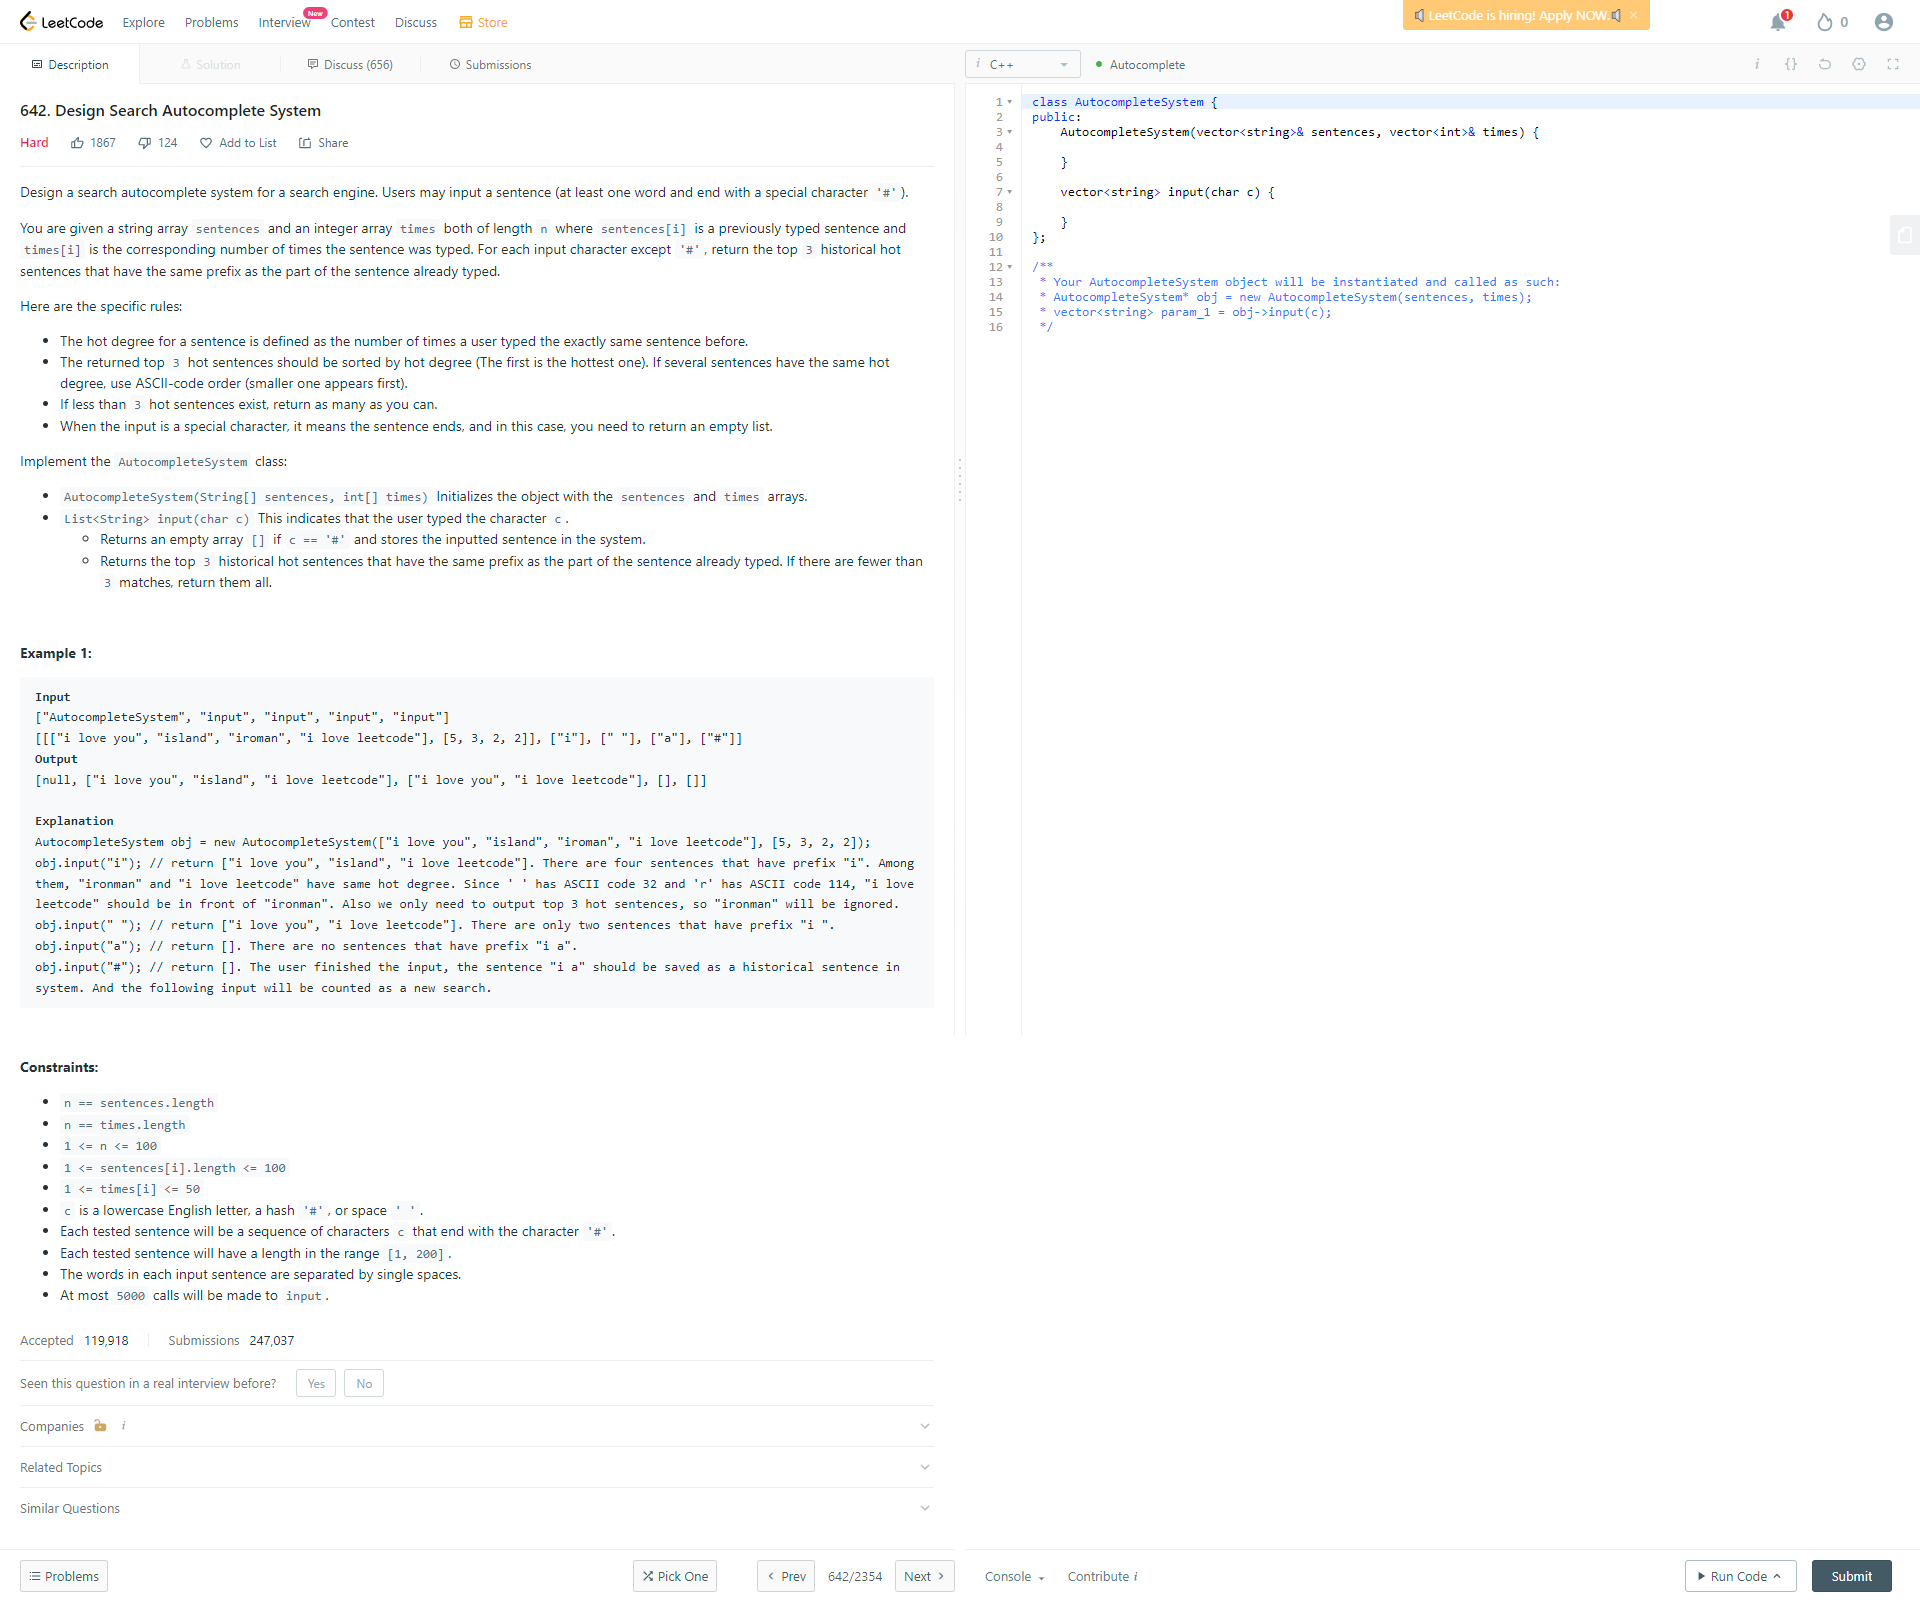 LeetCode Explore Problems Interview New Contest Discuss Store LeetCode is hiring! Apply NOW. × 1 0
Description Solution Discuss (656) Submissions
i C++ Autocomplete i {}
642. Design Search Autocomplete System
Hard 1867 124 Add to List Share
Design a search autocomplete system for a search engine. Users may input a sentence (at least one word and end with a special character '#').
You are given a string array sentences and an integer array times both of length n where sentences[i] is a previously typed sentence and
times[i] is the corresponding number of times the sentence was typed. For each input character except '#', return the top 3 historical hot
sentences that have the same prefix as the part of the sentence already typed.
Here are the specific rules:
• The hot degree for a sentence is defined as the number of times a user typed the exactly same sentence before.
• The returned top 3 hot sentences should be sorted by hot degree (The first is the hottest one). If several sentences have the same hot
degree, use ASCII-code order (smaller one appears first).
• If less than 3 hot sentences exist, return as many as you can.
• When the input is a special character, it means the sentence ends, and in this case, you need to return an empty list.
Implement the AutocompleteSystem class:
• AutocompleteSystem(String[] sentences, int[] times) Initializes the object with the sentences and times arrays.
• List<String> input(char c) This indicates that the user typed the character c.
Returns an empty array [] if c == '#' and stores the inputted sentence in the system.
Returns the top 3 historical hot sentences that have the same prefix as the part of the sentence already typed. If there are fewer than
3 matches, return them all.
Example 1:
Input
["AutocompleteSystem", "input", "input", "input", "input"]
[[["i love you", "island", "iroman", "i love leetcode"], [5, 3, 2, 2]], ["i"], [" "], ["a"], ["#"]]
Output
[null, ["i love you", "island", "i love leetcode"], ["i love you", "i love leetcode"], [], []]
Explanation
AutocompleteSystem obj = new AutocompleteSystem(["i love you", "island", "iroman", "i love leetcode"], [5, 3, 2, 2]);
obj.input("i"); // return ["i love you", "island", "i love leetcode"]. There are four sentences that have prefix "i". Among
them, "ironman" and "i love leetcode" have same hot degree. Since ' ' has ASCII code 32 and 'r' has ASCII code 114, "i love
leetcode" should be in front of "ironman". Also we only need to output top 3 hot sentences, so "ironman" will be ignored.
obj.input(" "); // return ["i love you", "i love leetcode"]. There are only two sentences that have prefix "i ".
obj.input("a"); // return []. There are no sentences that have prefix "i a".
obj.input("#"); // return []. The user finished the input, the sentence "i a" should be saved as a historical sentence in
system. And the following input will be counted as a new search.
Constraints:
• n == sentences.length
• n == times.length
• 1 <= n <= 100
• 1 <= sentences[i].length <= 100
• 1 <= times[i] <= 50
• c is a lowercase English letter, a hash '#', or space ' '.
• Each tested sentence will be a sequence of characters c that end with the character '#'.
• Each tested sentence will have a length in the range [1, 200].
• The words in each input sentence are separated by single spaces.
• At most 5000 calls will be made to input.
Accepted 119,918 Submissions 247,037
Seen this question in a real interview before? Yes No
Companies i
Related Topics
Similar Questions
Problems Pick One < Prev 642/2354 Next >
1 class AutocompleteSystem {
2 public:
3 AutocompleteSystem(vector<string>& sentences, vector<int>& times) {
4
5 }
6
7 vector<string> input(char c) {
8
9 }
10 };
11
12 /**
13 * Your AutocompleteSystem object will be instantiated and called as such:
14 * AutocompleteSystem* obj = new AutocompleteSystem(sentences, times);
15 * vector<string> param_1 = obj->input(c);
16 */
Console Contribute i Run Code Submit